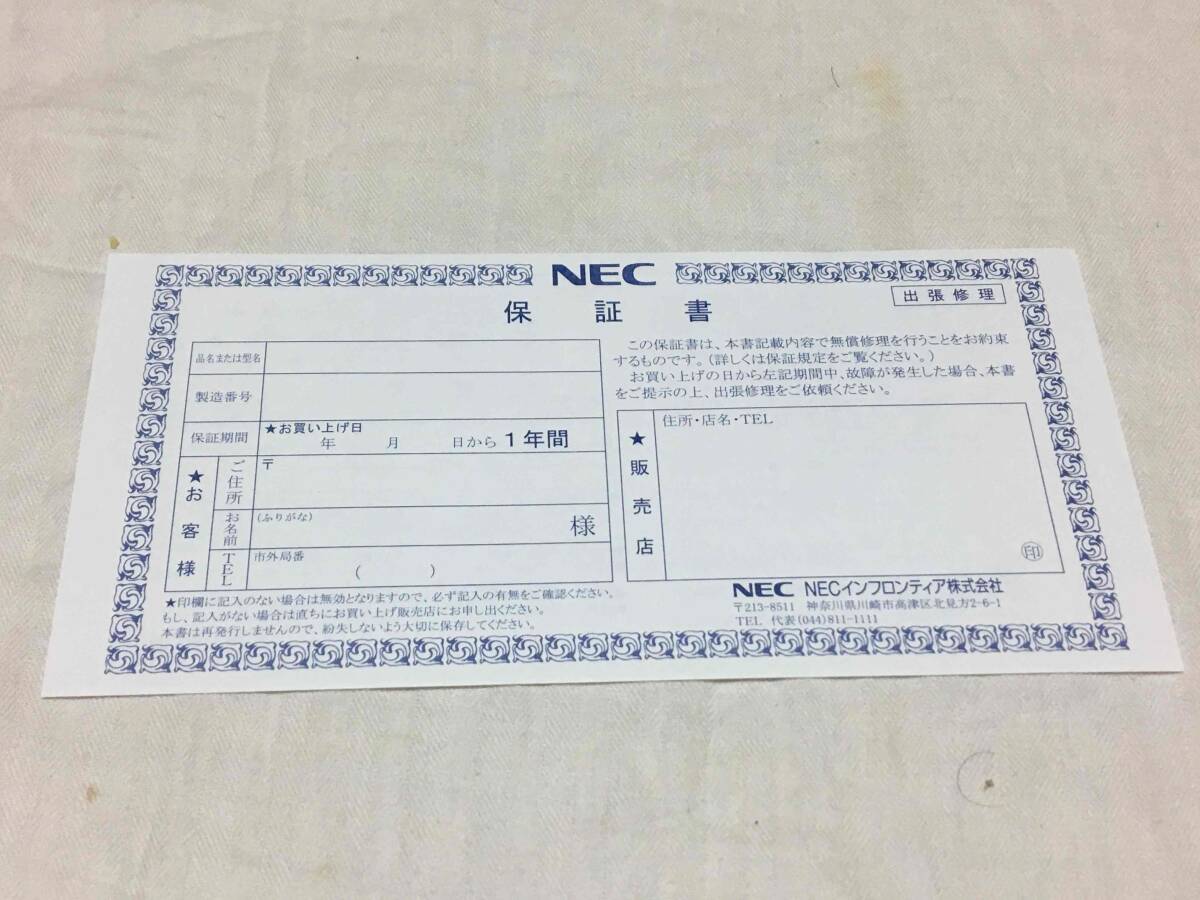 NEC
保証書
出張修理
品名または型名
製造番号
保証期間
★お買い上げ日
年 月 日から1年間
★お客様
ご住所
〒
お名前
(ふりがな)
様
TEL
市外局番
( )
★印欄に記入のない場合は無効となりますので、必ず記入の有無をご確認ください。
もし、記入がない場合は直ちにお買い上げ販売店にお申し出ください。
本書は再発行しませんので、紛失しないよう大切に保存してください。
この保証書は、本書記載内容で無償修理を行うことをお約束
するものです。(詳しくは保証規定をご覧ください。)
お買い上げの日から左記期間中、故障が発生した場合、本書
をご提示の上、出張修理をご依頼ください。
★販売店
住所・店名・TEL
印
NEC NECインフロンティア株式会社
〒213-8511 神奈川県川崎市高津区北見方2-6-1
TEL 代表(044)811-1111